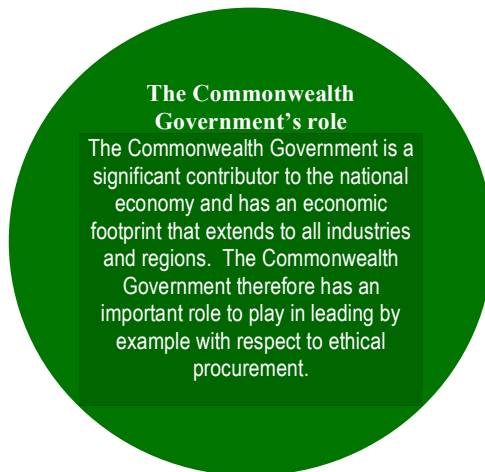 The Commonwealth
Government’s role
The Commonwealth Government is a
significant contributor to the national
economy and has an economic
footprint that extends to all industries
and regions.  The Commonwealth
Government therefore has an
important role to play in leading by
example with respect to ethical
procurement.